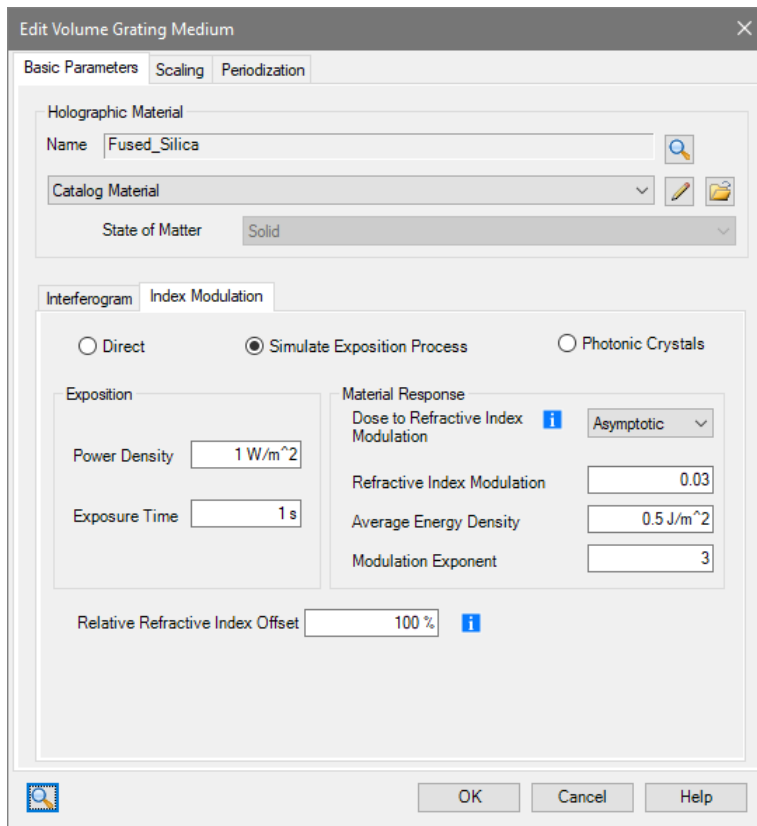 Edit Volume Grating Medium
Basic Parameters Scaling Periodization
Holographic Material
Name Fused_Silica
Catalog Material
State of Matter Solid
Interferogram Index Modulation
Direct Simulate Exposition Process Photonic Crystals
Exposition
Power Density 1 W/m^2
Exposure Time 1 s
Material Response
Dose to Refractive Index
Modulation
i Asymptotic
Refractive Index Modulation 0.03
Average Energy Density 0.5 J/m^2
Modulation Exponent 3
Relative Refractive Index Offset 100 % i
OK Cancel Help